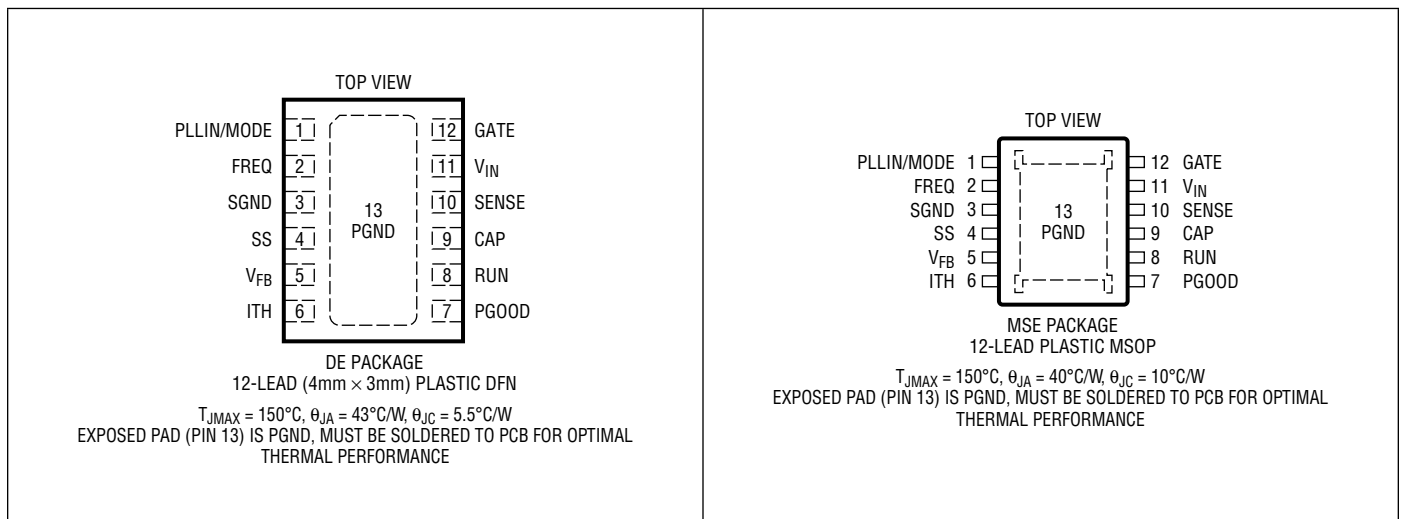 TOP VIEW
PLLIN/MODE 1 12 GATE
FREQ 2 11 VIN
SGND 3 10 SENSE
SS 4 9 CAP
VFB 5 8 RUN
ITH 6 7 PGOOD
13
PGND
DE PACKAGE
12-LEAD (4mm × 3mm) PLASTIC DFN
TJMAX = 150°C, θJA = 43°C/W, θJC = 5.5°C/W
EXPOSED PAD (PIN 13) IS PGND, MUST BE SOLDERED TO PCB FOR OPTIMAL
THERMAL PERFORMANCE
TOP VIEW
PLLIN/MODE 1 12 GATE
FREQ 2 11 VIN
SGND 3 10 SENSE
SS 4 9 CAP
VFB 5 8 RUN
ITH 6 7 PGOOD
13
PGND
MSE PACKAGE
12-LEAD PLASTIC MSOP
TJMAX = 150°C, θJA = 40°C/W, θJC = 10°C/W
EXPOSED PAD (PIN 13) IS PGND, MUST BE SOLDERED TO PCB FOR OPTIMAL
THERMAL PERFORMANCE